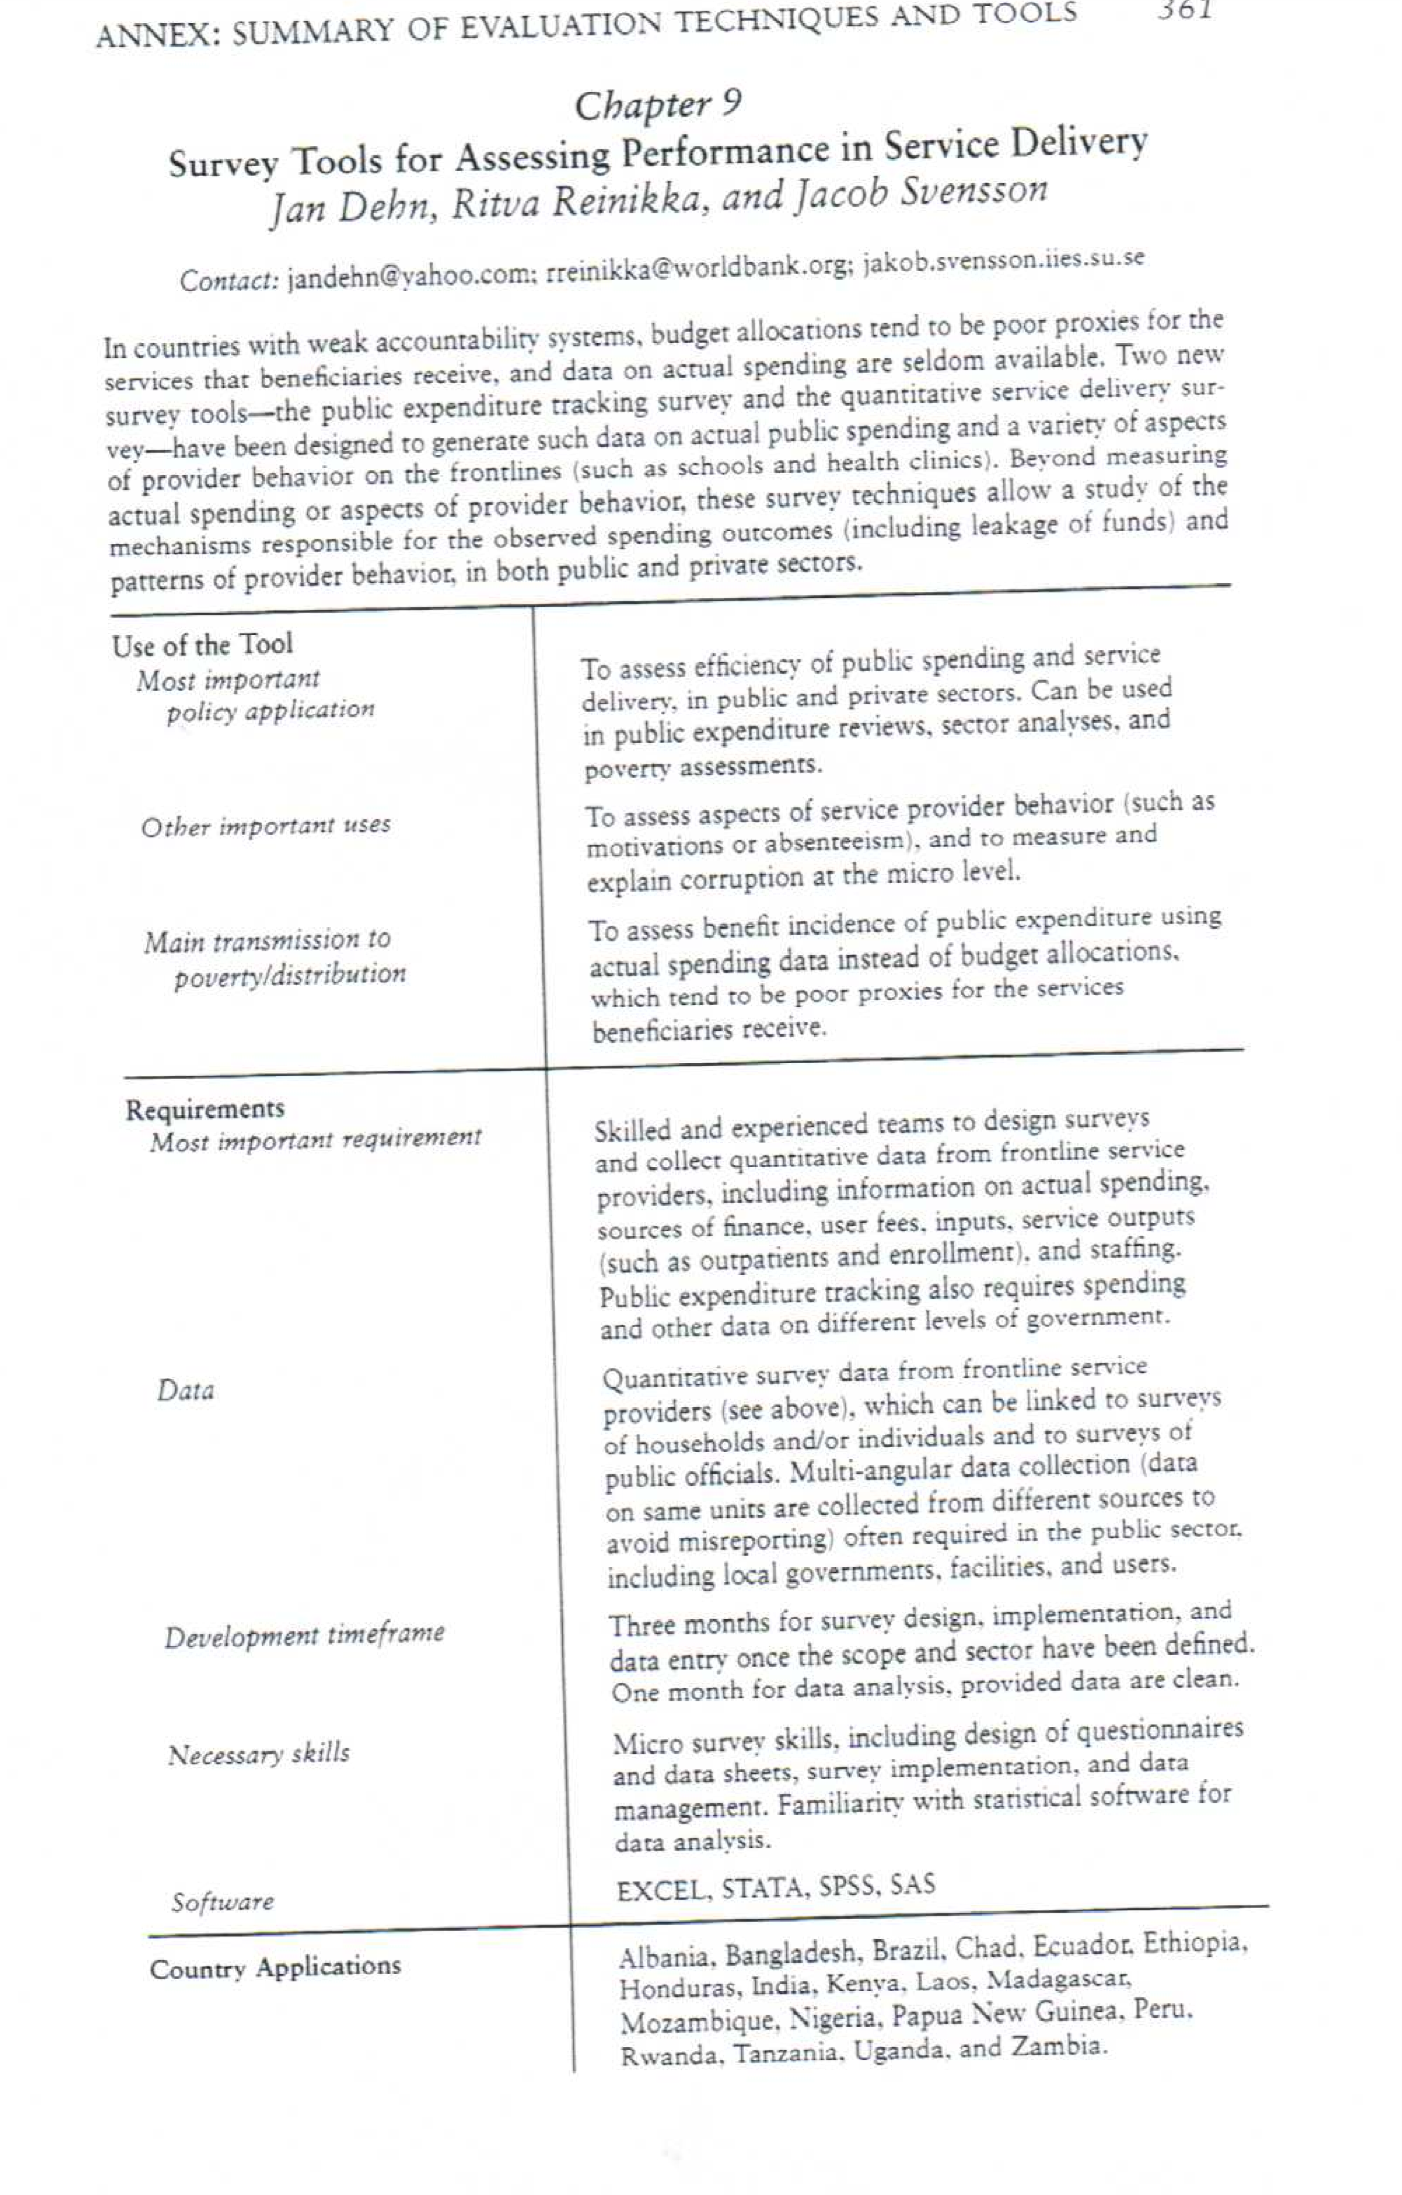 ANNEX: SUMMARY OF EVALUATION TECHNIQUES AND TOOLS 361
Chapter 9
Survey Tools for Assessing Performance in Service Delivery
Jan Dehn, Ritva Reinikka, and Jacob Svensson
Contact: jandehn@yahoo.com; rreinikka@worldbank.org; jakob.svensson.iies.su.se
In countries with weak accountability systems, budget allocations tend to be poor proxies for the
services that beneficiaries receive, and data on actual spending are seldom available. Two new
survey tools—the public expenditure tracking survey and the quantitative service delivery sur-
vey—have been designed to generate such data on actual public spending and a variety of aspects
of provider behavior on the frontlines (such as schools and health clinics). Beyond measuring
actual spending or aspects of provider behavior, these survey techniques allow a study of the
mechanisms responsible for the observed spending outcomes (including leakage of funds) and
patterns of provider behavior, in both public and private sectors.
Use of the Tool
Most important
policy application
To assess efficiency of public spending and service
delivery, in public and private sectors. Can be used
in public expenditure reviews, sector analyses, and
poverty assessments.
Other important uses
To assess aspects of service provider behavior (such as
motivations or absenteeism), and to measure and
explain corruption at the micro level.
Main transmission to
poverty/distribution
To assess benefit incidence of public expenditure using
actual spending data instead of budget allocations,
which tend to be poor proxies for the services
beneficiaries receive.
Requirements
Most important requirement
Skilled and experienced teams to design surveys
and collect quantitative data from frontline service
providers, including information on actual spending,
sources of finance, user fees, inputs, service outputs
(such as outpatients and enrollment), and staffing.
Public expenditure tracking also requires spending
and other data on different levels of government.
Data
Quantitative survey data from frontline service
providers (see above), which can be linked to surveys
of households and/or individuals and to surveys of
public officials. Multi-angular data collection (data
on same units are collected from different sources to
avoid misreporting) often required in the public sector,
including local governments, facilities, and users.
Development timeframe
Three months for survey design, implementation, and
data entry once the scope and sector have been defined.
One month for data analysis, provided data are clean.
Necessary skills
Micro survey skills, including design of questionnaires
and data sheets, survey implementation, and data
management. Familiarity with statistical software for
data analysis.
Software
EXCEL, STATA, SPSS, SAS
Country Applications
Albania, Bangladesh, Brazil, Chad, Ecuador, Ethiopia,
Honduras, India, Kenya, Laos, Madagascar,
Mozambique, Nigeria, Papua New Guinea, Peru,
Rwanda, Tanzania, Uganda, and Zambia.